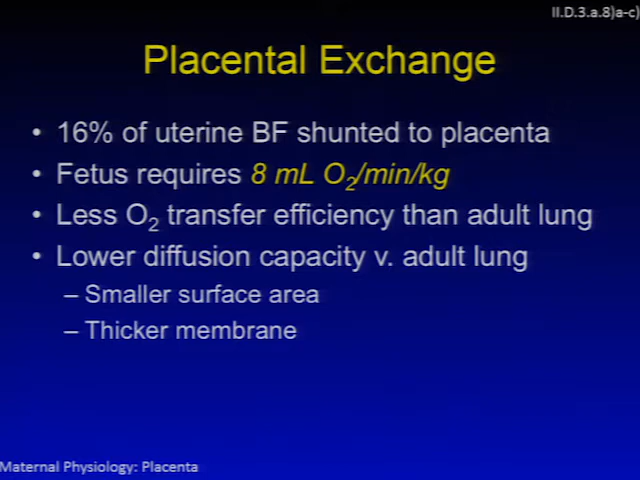 II.D.3.a.8)a-c)
Placental Exchange
• 16% of uterine BF shunted to placenta
• Fetus requires 8 mL O₂/min/kg
• Less O₂ transfer efficiency than adult lung
• Lower diffusion capacity v. adult lung
– Smaller surface area
– Thicker membrane
Maternal Physiology: Placenta